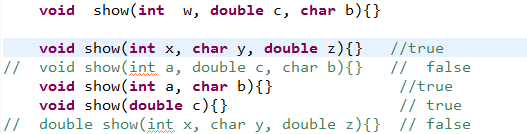 void  show(int  w, double c, char b){}
void show(int x, char y, double z){}   //true
//  void show(int a, double c, char b){}   //  false
void show(int a, char b){}                //true
void show(double c){}                     // true
//  double show(int x, char y, double z){}  // false